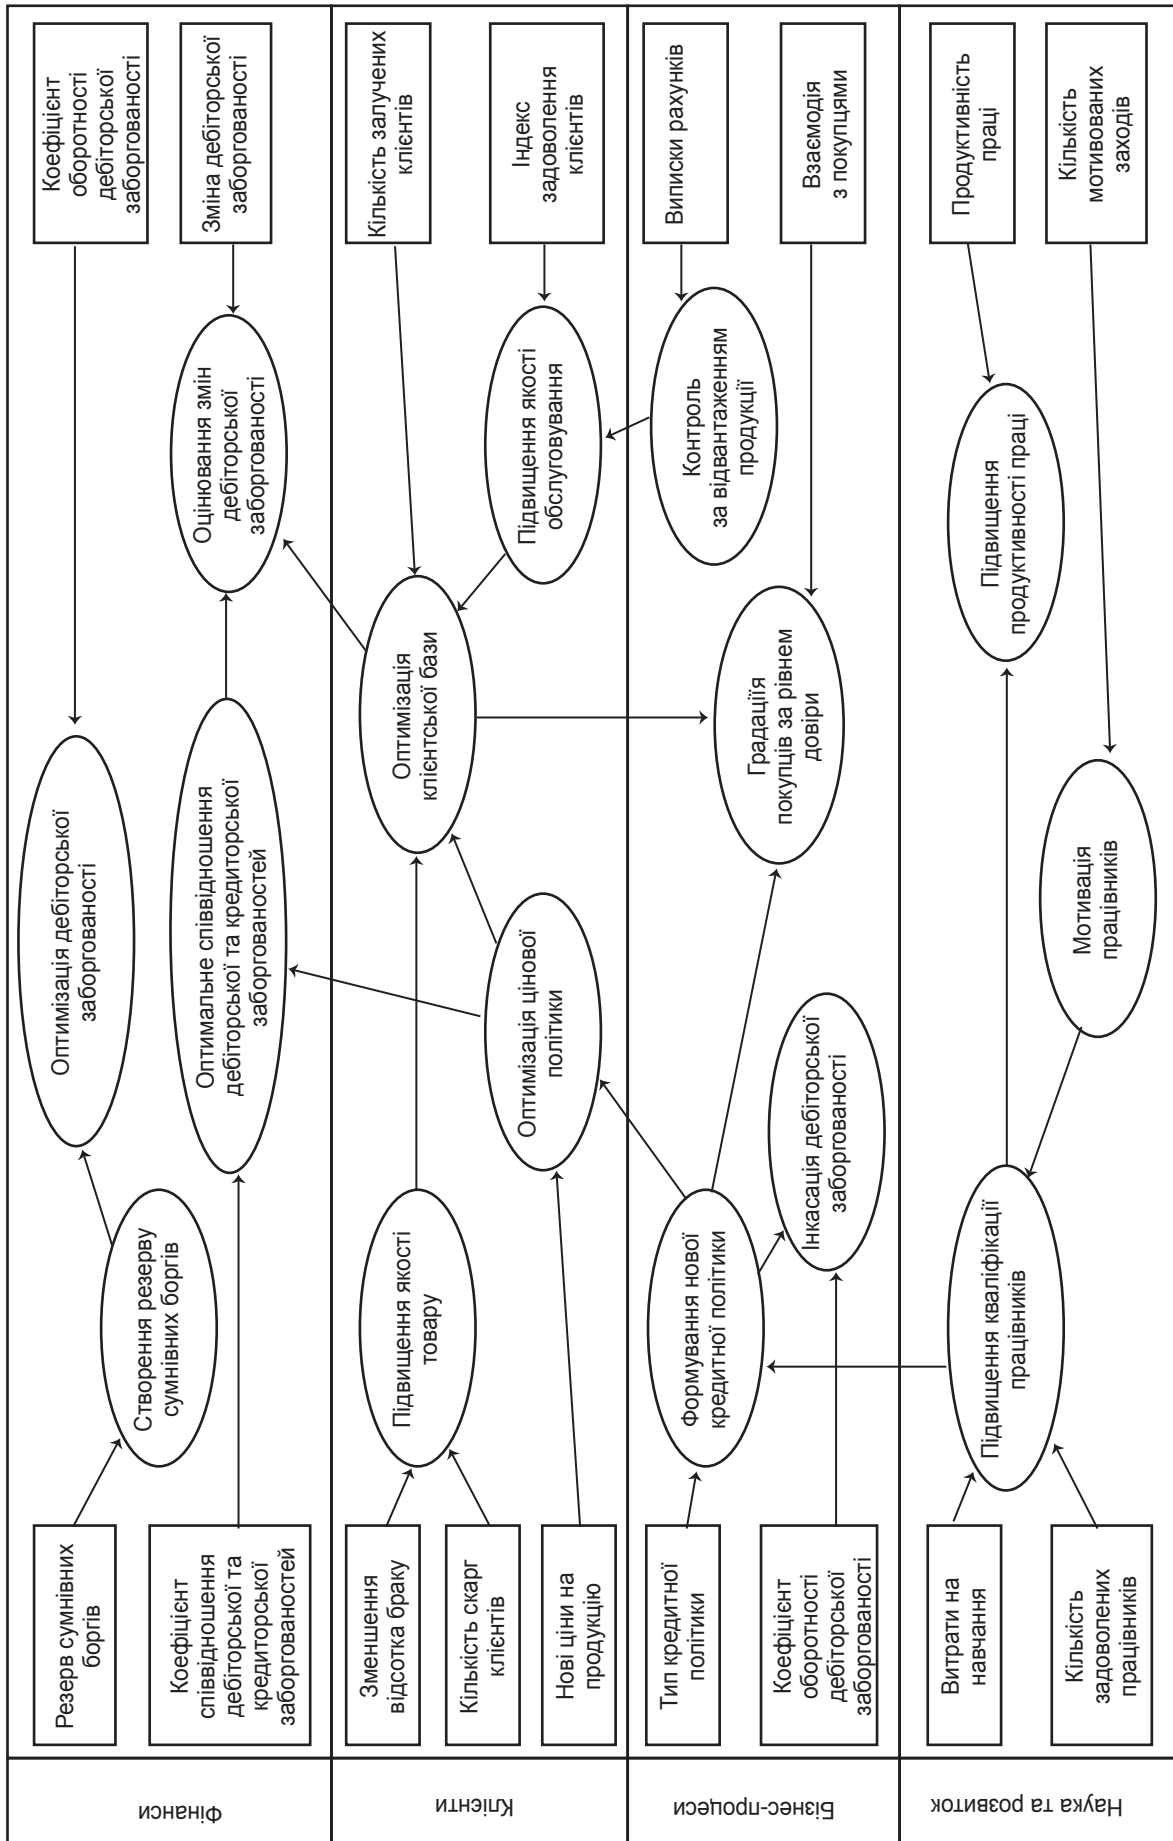 Фінанси
Резерв сумнівних
боргів
Коефіцієнт
співвідношення
дебіторської та
кредиторської
заборгованостей
Створення резерву
сумнівних боргів
Оптимізація дебіторської
заборгованості
Оптимальне співвідношення
дебіторської та кредиторської
заборгованостей
Оцінювання змін
дебіторської
заборгованості
Коефіцієнт
оборотності
дебіторської
заборгованості
Зміна дебіторської
заборгованості
Клієнти
Зменшення
відсотка браку
Кількість скарг
клієнтів
Нові ціни на
продукцію
Підвищення якості
товару
Оптимізація цінової
політики
Оптимізація
клієнтської бази
Підвищення якості
обслуговування
Кількість залучених
клієнтів
Індекс
задоволення
клієнтів
Бізнес-процеси
Тип кредитної
політики
Коефіцієнт
оборотності
дебіторської
заборгованості
Формування нової
кредитної політики
Інкасація дебіторської
заборгованості
Градаціїя
покупців за рівнем
довіри
Контроль
за відвантаженням
продукції
Виписки рахунків
Взаємодія
з покупцями
Наука та розвиток
Витрати на
навчання
Кількість
задоволених
працівників
Підвищення кваліфікації
працівників
Мотивація
працівників
Підвищення
продуктивності праці
Продуктивність
праці
Кількість
мотивованих
заходів